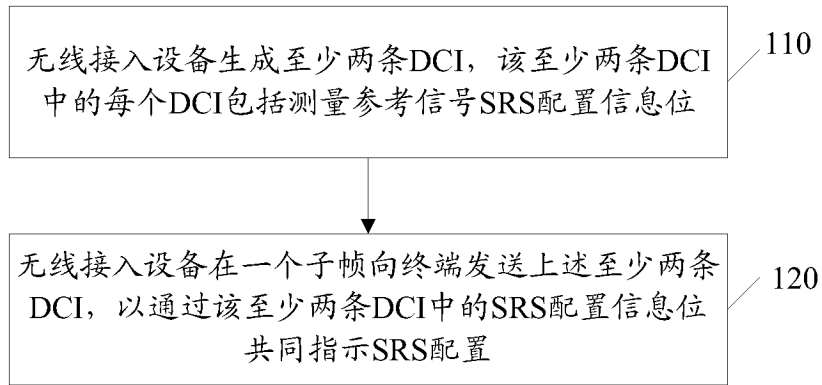 无线接入设备生成至少两条DCI，该至少两条DCI
中的每个DCI包括测量参考信号SRS配置信息位
110
无线接入设备在一个子帧向终端发送上述至少两条
DCI，以通过该至少两条DCI中的SRS配置信息位
共同指示SRS配置
120